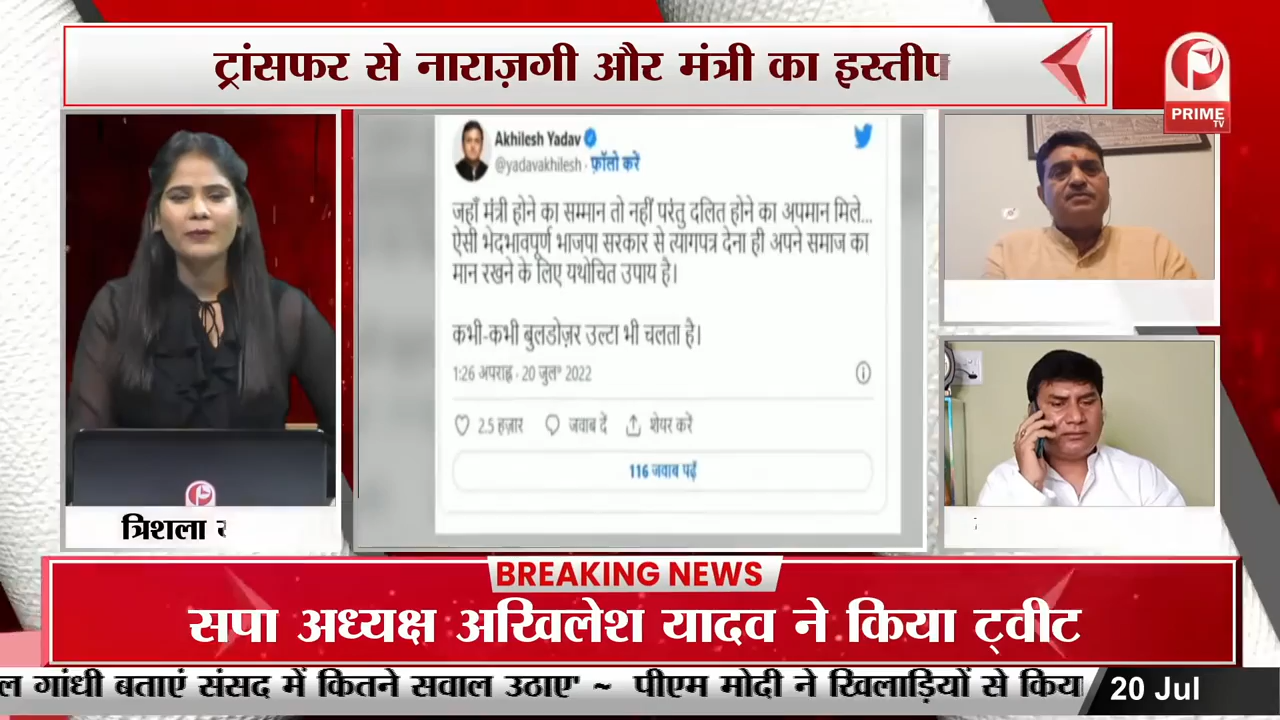 ट्रांसफर से नाराज़गी और मंत्री का
PRIME
TV
Akhilesh Yadav
@yadavakhilesh · फ़ॉलो करें
जहाँ मंत्री होने का सम्मान तो नहीं परंतु दलित होने का अपमान मिले...
ऐसी भेदभावपूर्ण भाजपा सरकार से त्यागपत्र देना ही अपने समाज का
मान रखने के लिए यथोचित उपाय है।
कभी-कभी बुलडोज़र उल्टा भी चलता है।
1:26 अपराह्न · 20 जुल॰ 2022
2.5 हज़ार जवाब दें शेयर करें
116 जवाब पढ़ें
त्रिशला
BREAKING NEWS
सपा अध्यक्ष अखिलेश यादव ने किया ट्वीट
ल गांधी बताएं संसद में कितने सवाल उठाए' ~ पीएम मोदी ने खिलाड़ियों से किया
20 Jul